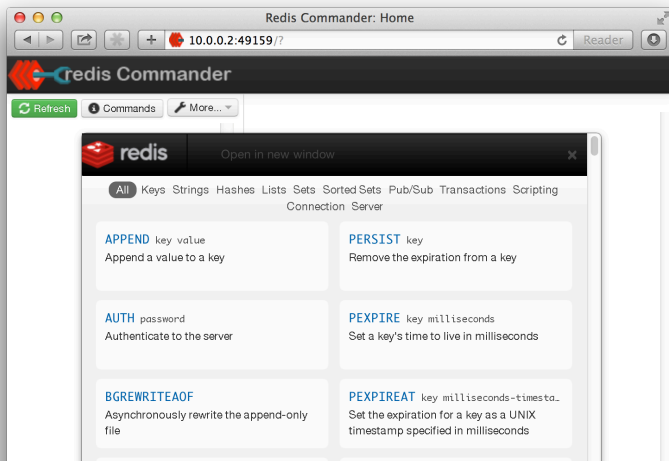 Redis Commander: Home
10.0.0.2:49159/?
Reader
redis Commander
Refresh
Commands
More...
redis
Open in new window
All Keys Strings Hashes Lists Sets Sorted Sets Pub/Sub Transactions Scripting
Connection Server
APPEND key value
Append a value to a key
PERSIST key
Remove the expiration from a key
AUTH password
Authenticate to the server
PEXPIRE key milliseconds
Set a key's time to live in milliseconds
BGREWRITEAOF
Asynchronously rewrite the append-only
file
PEXPIREAT key milliseconds-timesta…
Set the expiration for a key as a UNIX
timestamp specified in milliseconds